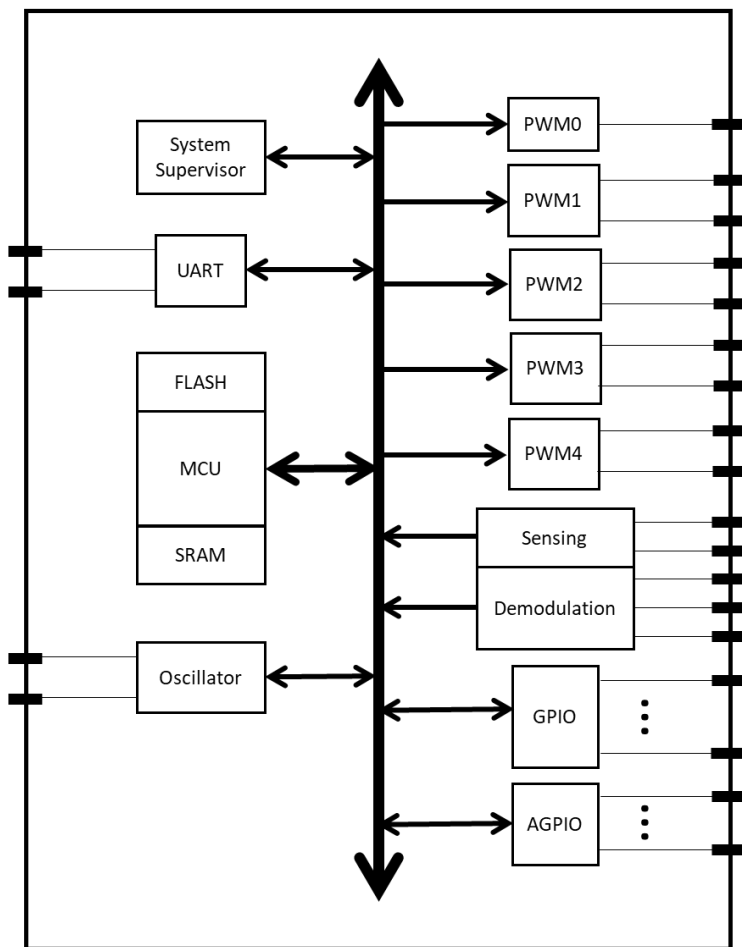 System
Supervisor
UART
FLASH
MCU
SRAM
Oscillator
PWM0
PWM1
PWM2
PWM3
PWM4
Sensing
Demodulation
GPIO
AGPIO